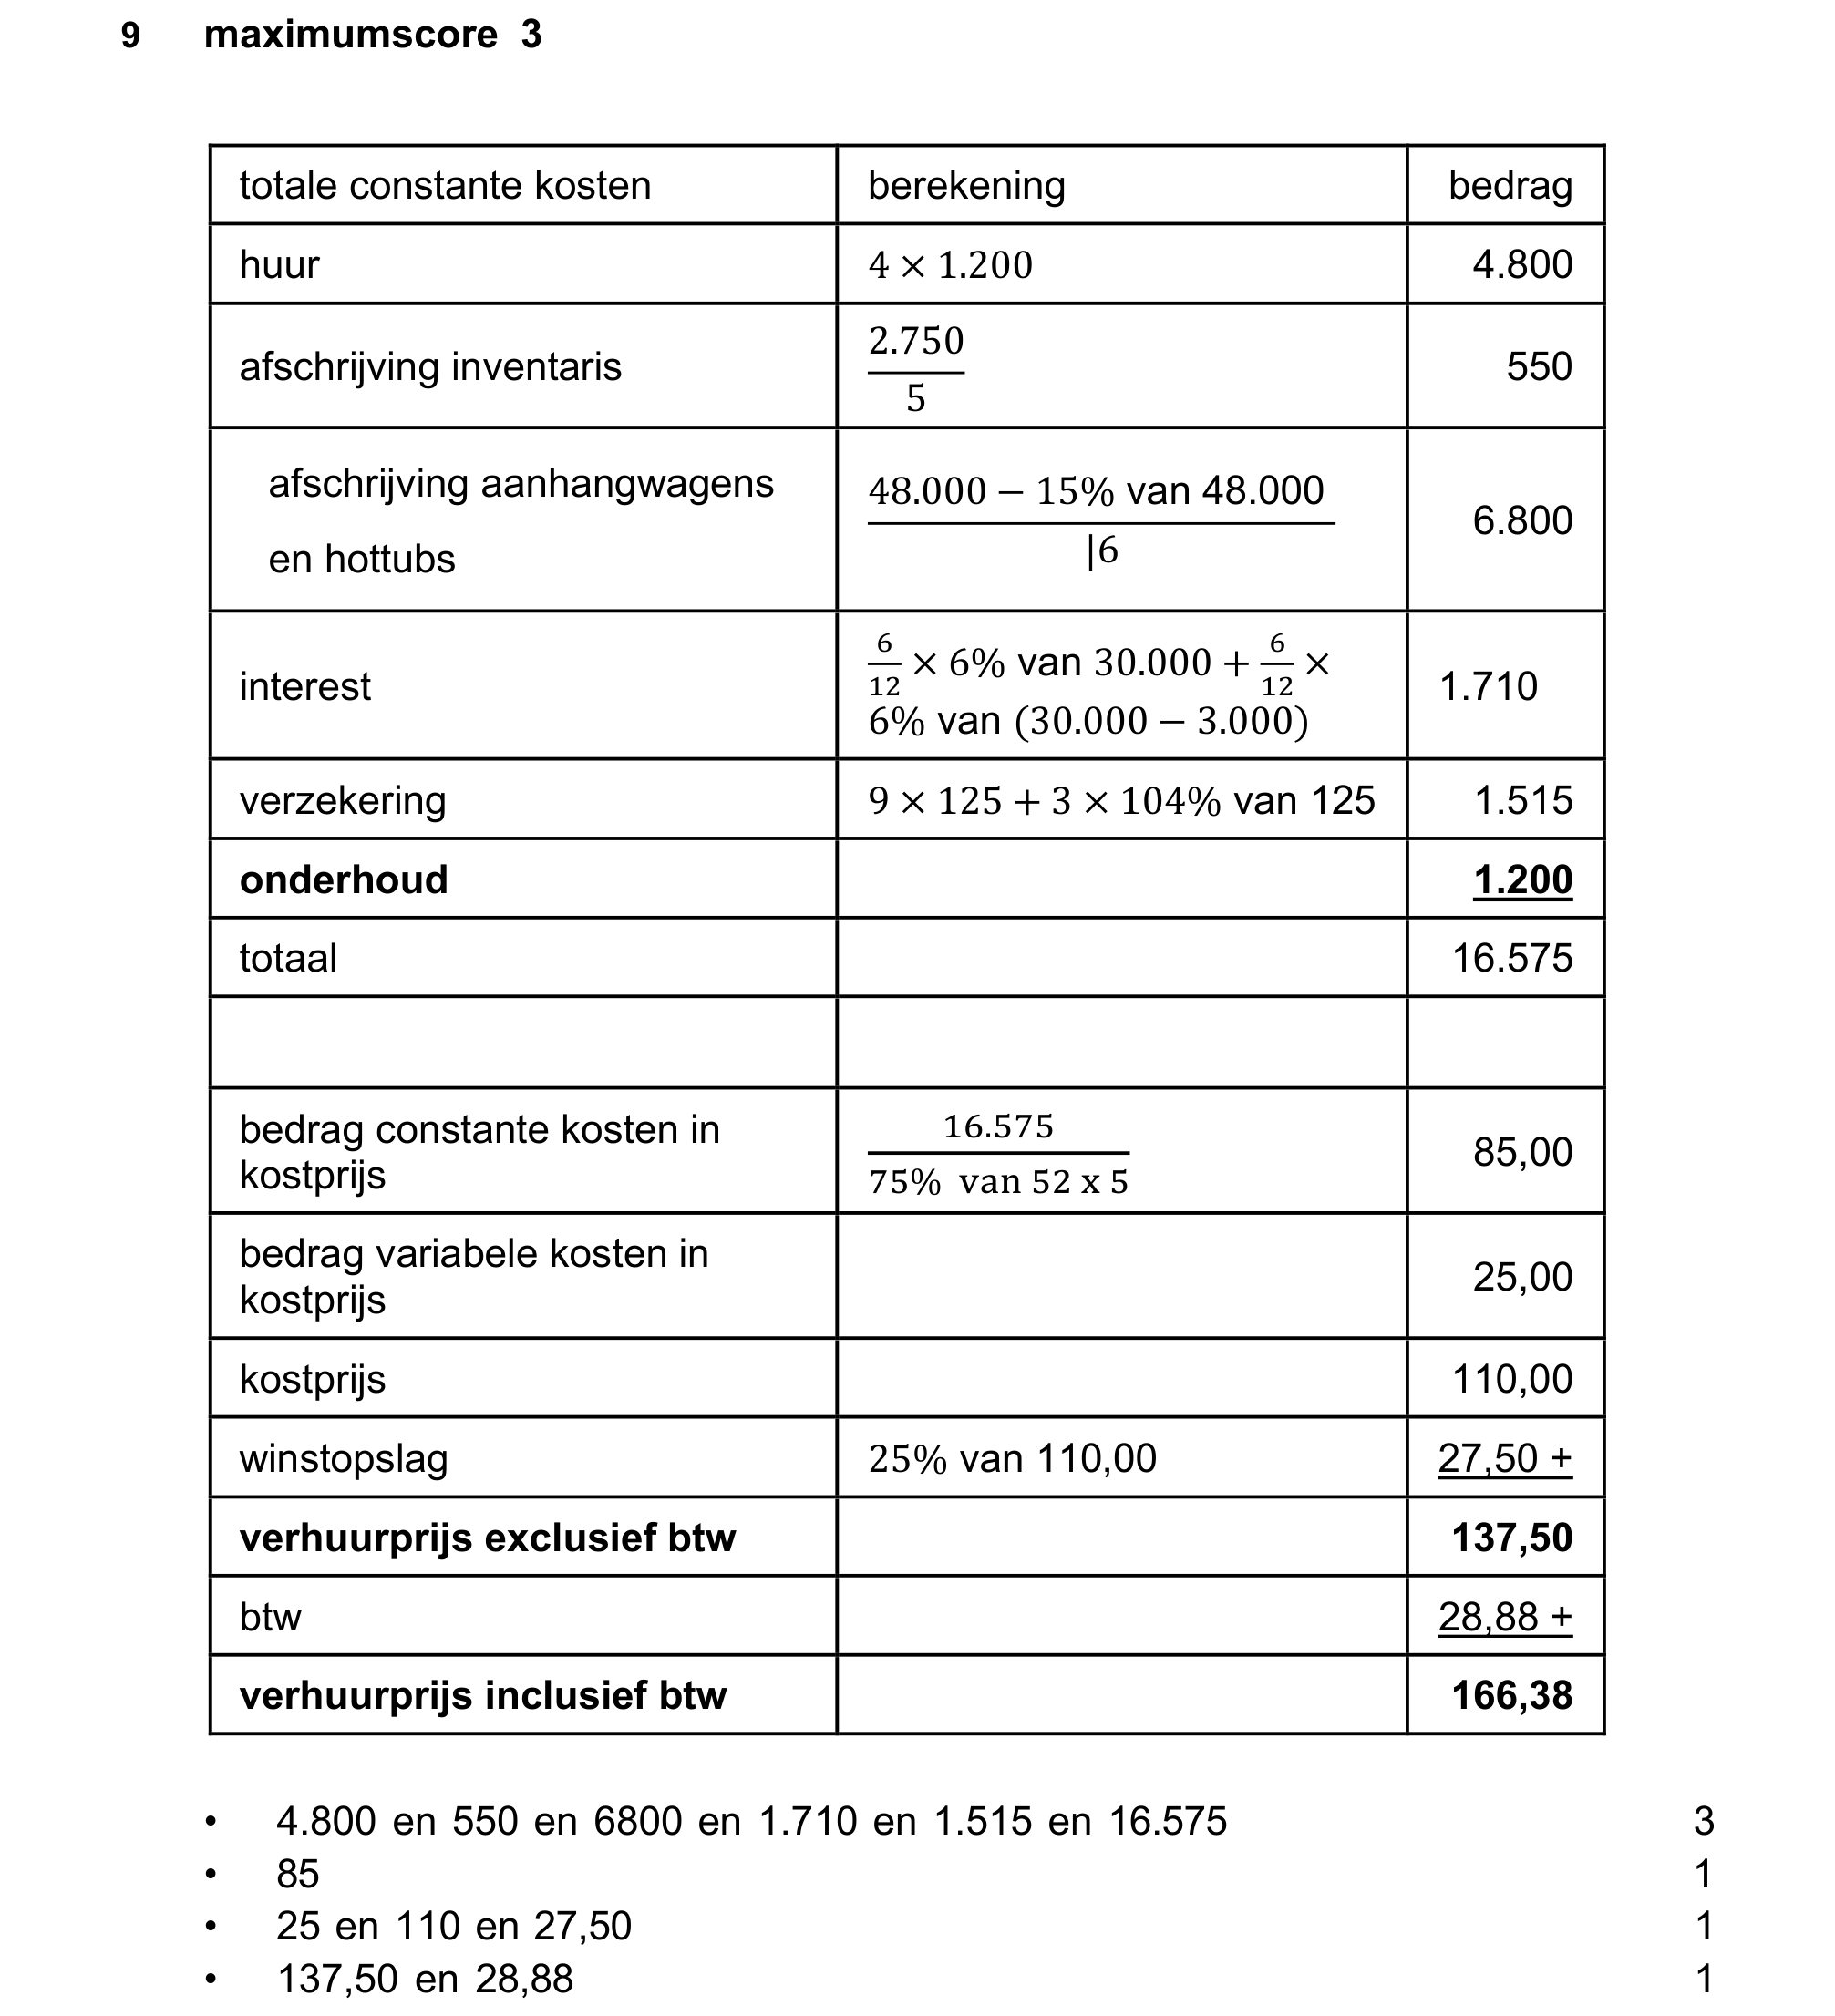 9 maximumscore 3
totale constante kosten berekening bedrag
huur 4 × 1.200 4.800
afschrijving inventaris 2.750 / 5 550
afschrijving aanhangwagens
en hottubs
48.000 – 15% van 48.000
|6
6.800
interest
6/12 × 6% van 30.000 + 6/12 ×
6% van (30.000 – 3.000)
1.710
verzekering 9 × 125 + 3 × 104% van 125 1.515
onderhoud 1.200
totaal 16.575
bedrag constante kosten in
kostprijs
16.575
75% van 52 x 5
85,00
bedrag variabele kosten in
kostprijs
25,00
kostprijs 110,00
winstopslag 25% van 110,00 27,50 +
verhuurprijs exclusief btw 137,50
btw 28,88 +
verhuurprijs inclusief btw 166,38
• 4.800 en 550 en 6800 en 1.710 en 1.515 en 16.575 3
• 85 1
• 25 en 110 en 27,50 1
• 137,50 en 28,88 1